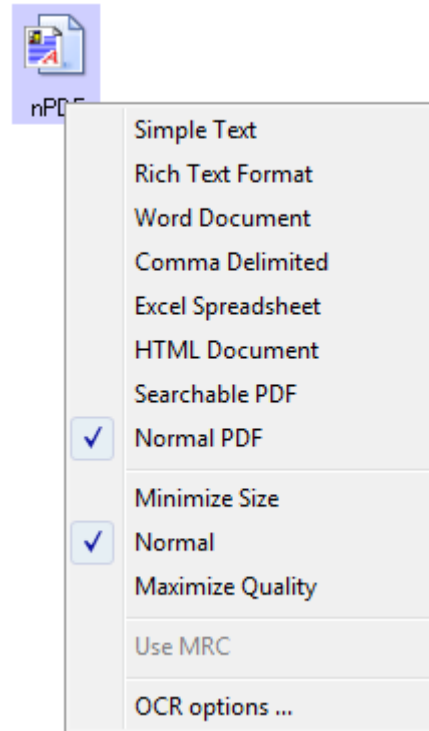 Simple Text
Rich Text Format
Word Document
Comma Delimited
Excel Spreadsheet
HTML Document
Searchable PDF
Normal PDF
Minimize Size
Normal
Maximize Quality
Use MRC
OCR options ...